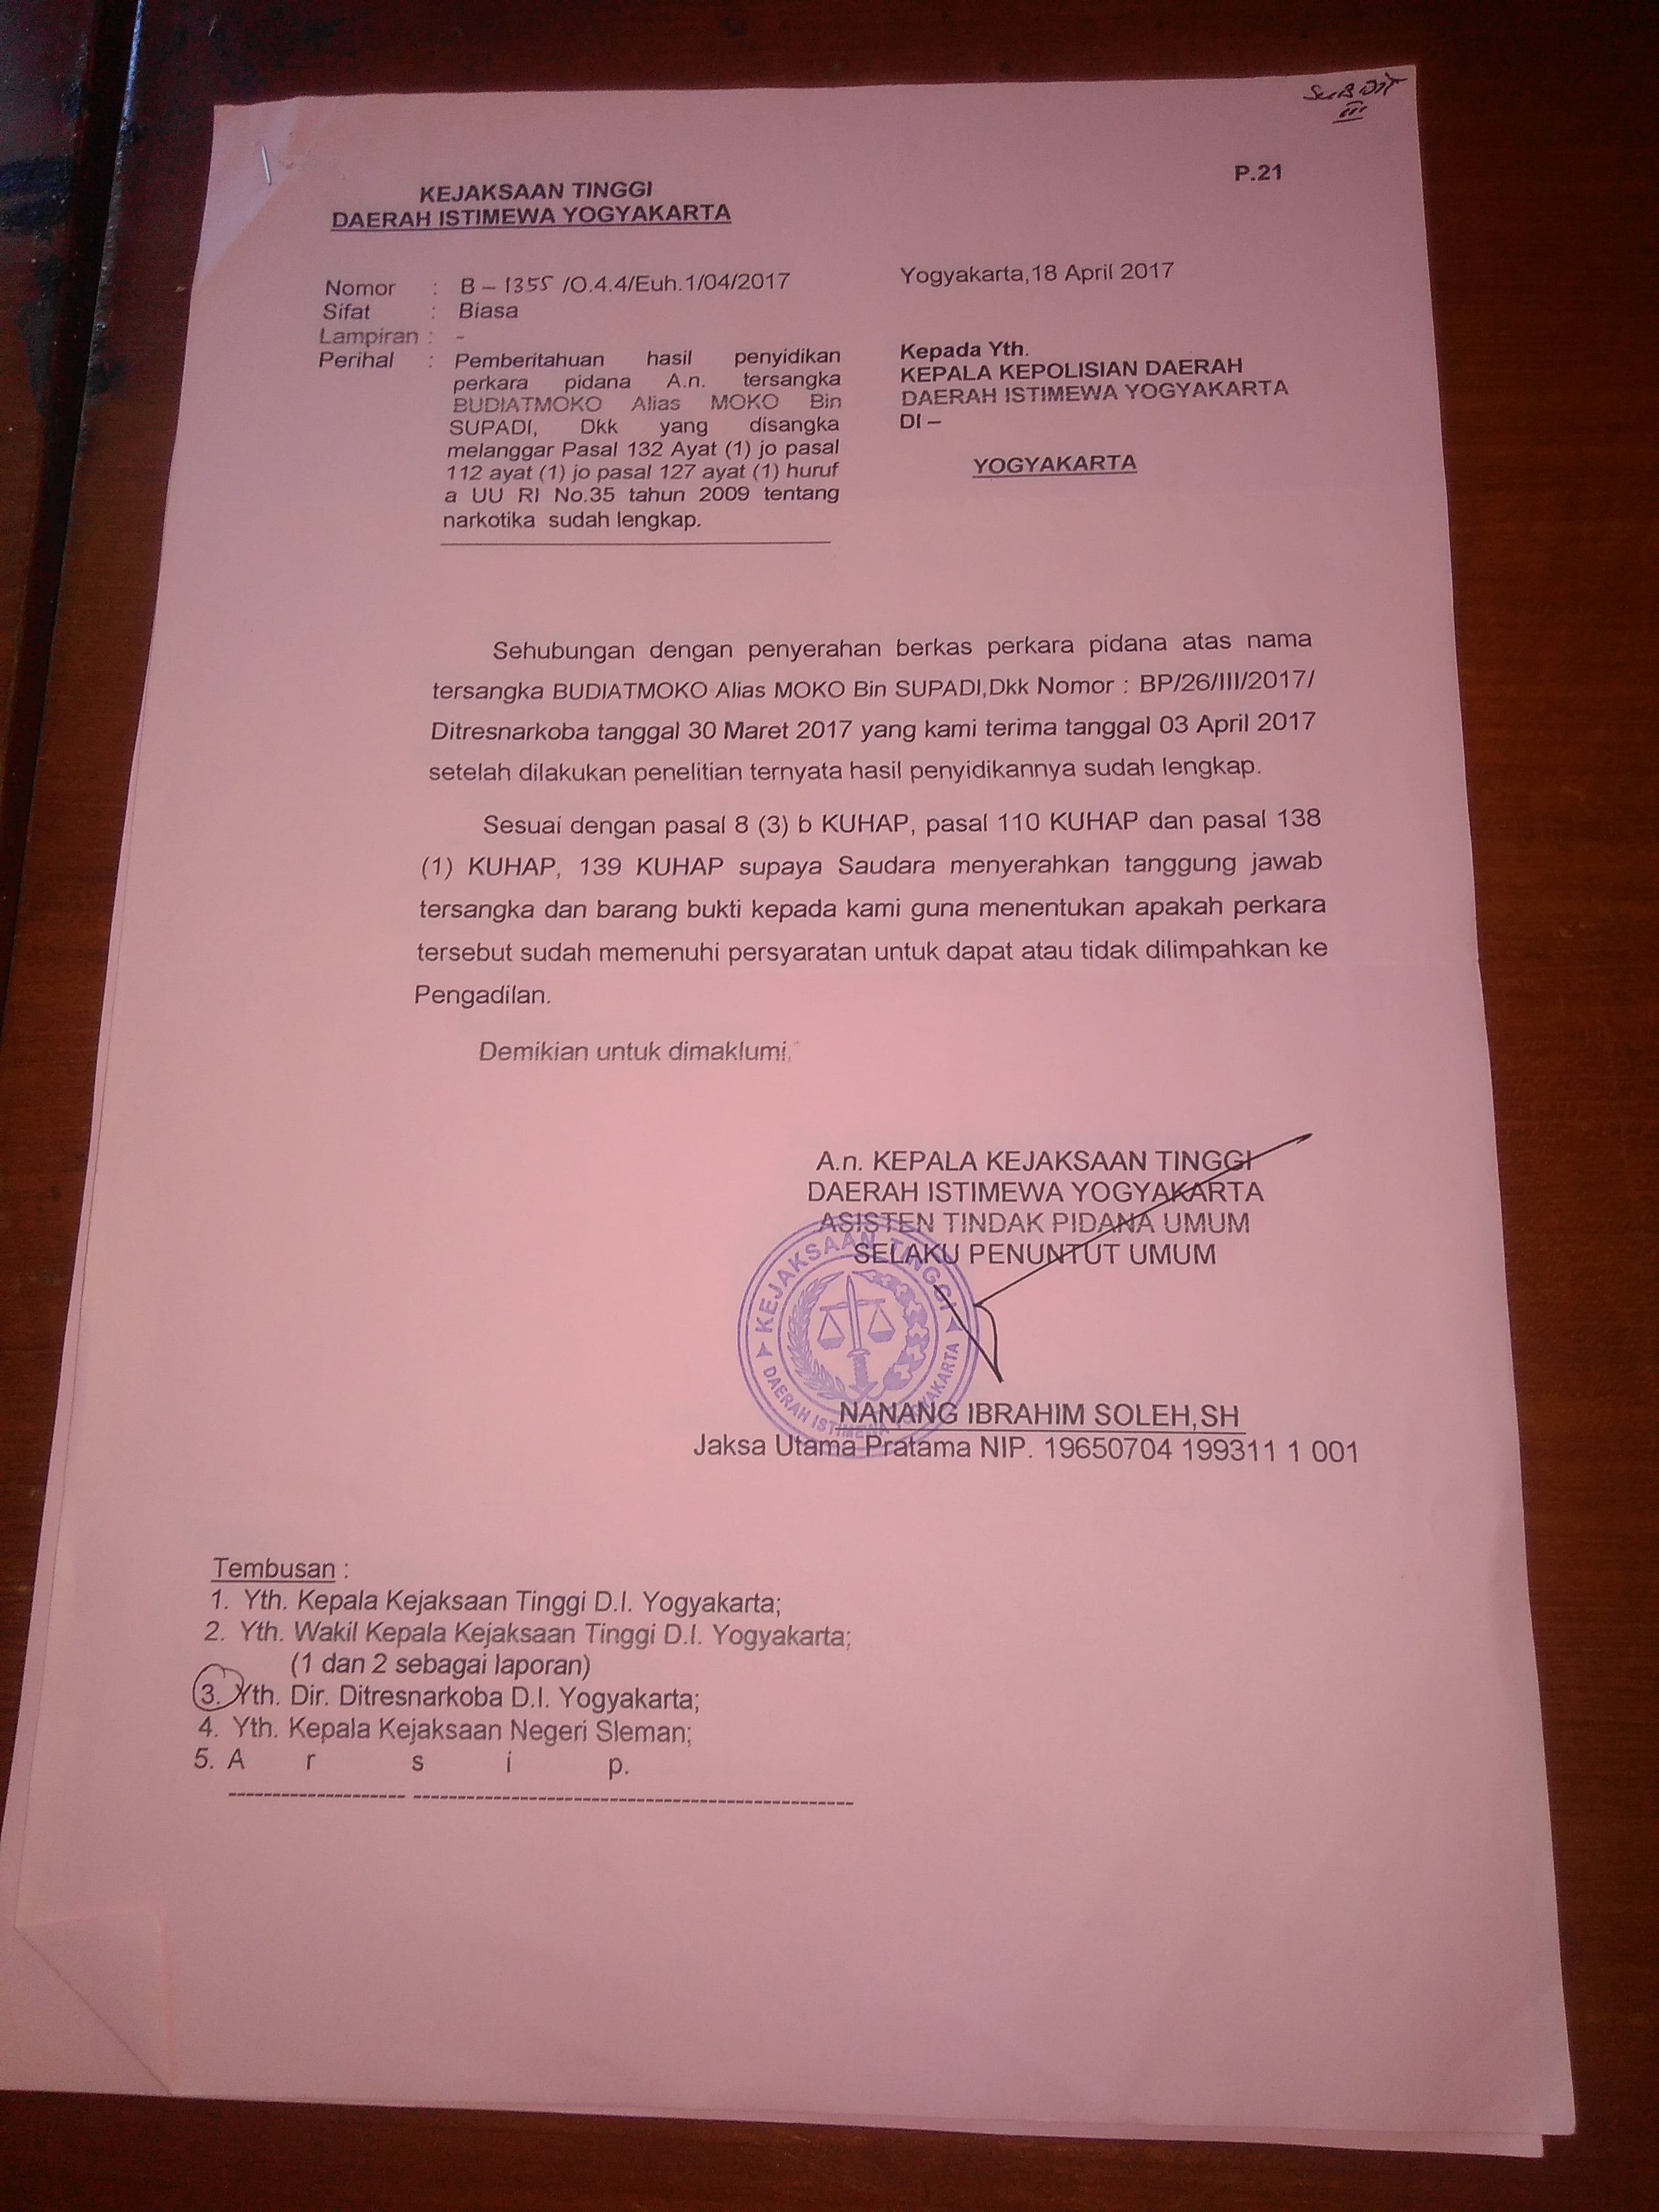 SUBDIT
III
P.21
KEJAKSAAN TINGGI
DAERAH ISTIMEWA YOGYAKARTA
Yogyakarta,18 April 2017
Nomor : B – 1355 /O.4.4/Euh.1/04/2017
Sifat : Biasa
Lampiran : -
Perihal : Pemberitahuan hasil penyidikan
perkara pidana A.n. tersangka
BUDIATMOKO Alias MOKO Bin
SUPADI, Dkk yang disangka
melanggar Pasal 132 Ayat (1) jo pasal
112 ayat (1) jo pasal 127 ayat (1) huruf
a UU RI No.35 tahun 2009 tentang
narkotika sudah lengkap.
Kepada Yth.
KEPALA KEPOLISIAN DAERAH
DAERAH ISTIMEWA YOGYAKARTA
DI –
YOGYAKARTA
Sehubungan dengan penyerahan berkas perkara pidana atas nama
tersangka BUDIATMOKO Alias MOKO Bin SUPADI,Dkk Nomor : BP/26/III/2017/
Ditresnarkoba tanggal 30 Maret 2017 yang kami terima tanggal 03 April 2017
setelah dilakukan penelitian ternyata hasil penyidikannya sudah lengkap.
Sesuai dengan pasal 8 (3) b KUHAP, pasal 110 KUHAP dan pasal 138
(1) KUHAP, 139 KUHAP supaya Saudara menyerahkan tanggung jawab
tersangka dan barang bukti kepada kami guna menentukan apakah perkara
tersebut sudah memenuhi persyaratan untuk dapat atau tidak dilimpahkan ke
Pengadilan.
Demikian untuk dimaklumi.
A.n. KEPALA KEJAKSAAN TINGGI
DAERAH ISTIMEWA YOGYAKARTA
ASISTEN TINDAK PIDANA UMUM
SELAKU PENUNTUT UMUM
KEJAKSAAN TINGGI
DAERAH ISTIMEWA YOGYAKARTA
NANANG IBRAHIM SOLEH,SH
Jaksa Utama Pratama NIP. 19650704 199311 1 001
Tembusan :
1. Yth. Kepala Kejaksaan Tinggi D.I. Yogyakarta;
2. Yth. Wakil Kepala Kejaksaan Tinggi D.I. Yogyakarta;
(1 dan 2 sebagai laporan)
3. Yth. Dir. Ditresnarkoba D.I. Yogyakarta;
4. Yth. Kepala Kejaksaan Negeri Sleman;
5. A r s i p.